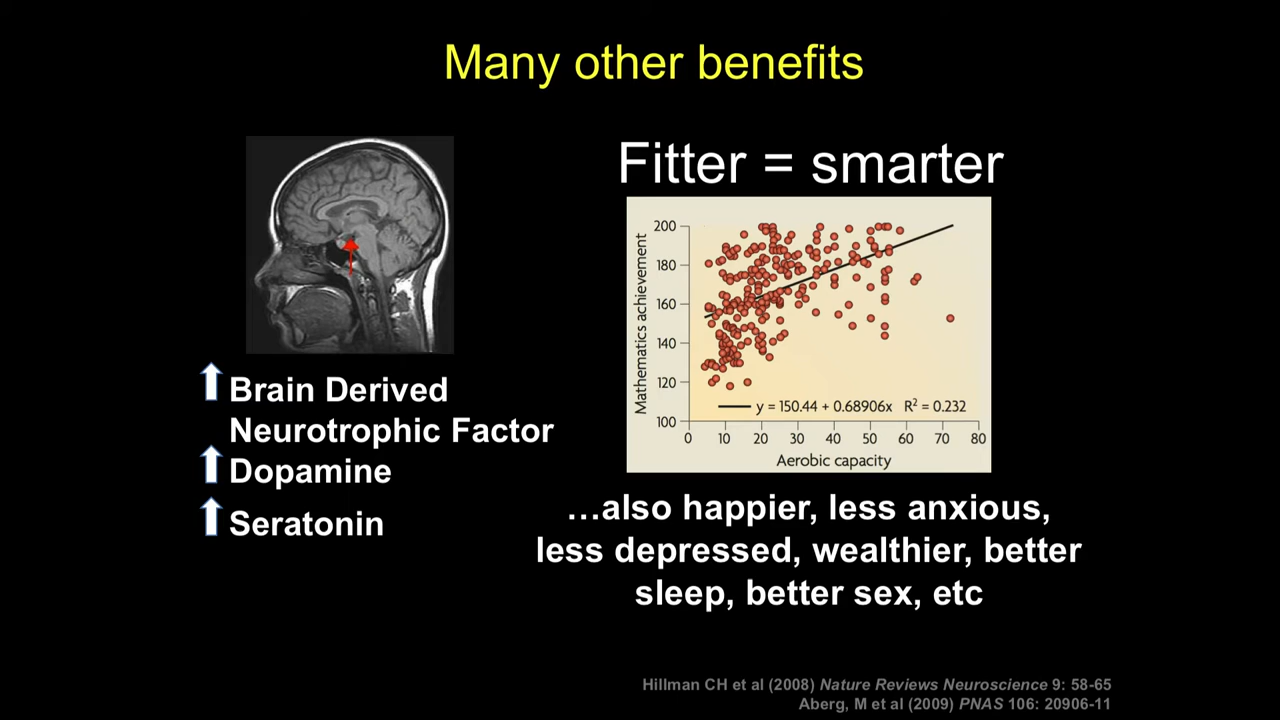 Many other benefits
Fitter = smarter
Brain Derived
Neurotrophic Factor
Dopamine
Seratonin
Mathematics achievement
200
180
160
140
120
100
y = 150.44 + 0.68906x R² = 0.232
0 10 20 30 40 50 60 70 80
Aerobic capacity
…also happier, less anxious,
less depressed, wealthier, better
sleep, better sex, etc
Hillman CH et al (2008) Nature Reviews Neuroscience 9: 58-65
Aberg, M et al (2009) PNAS 106: 20906-11